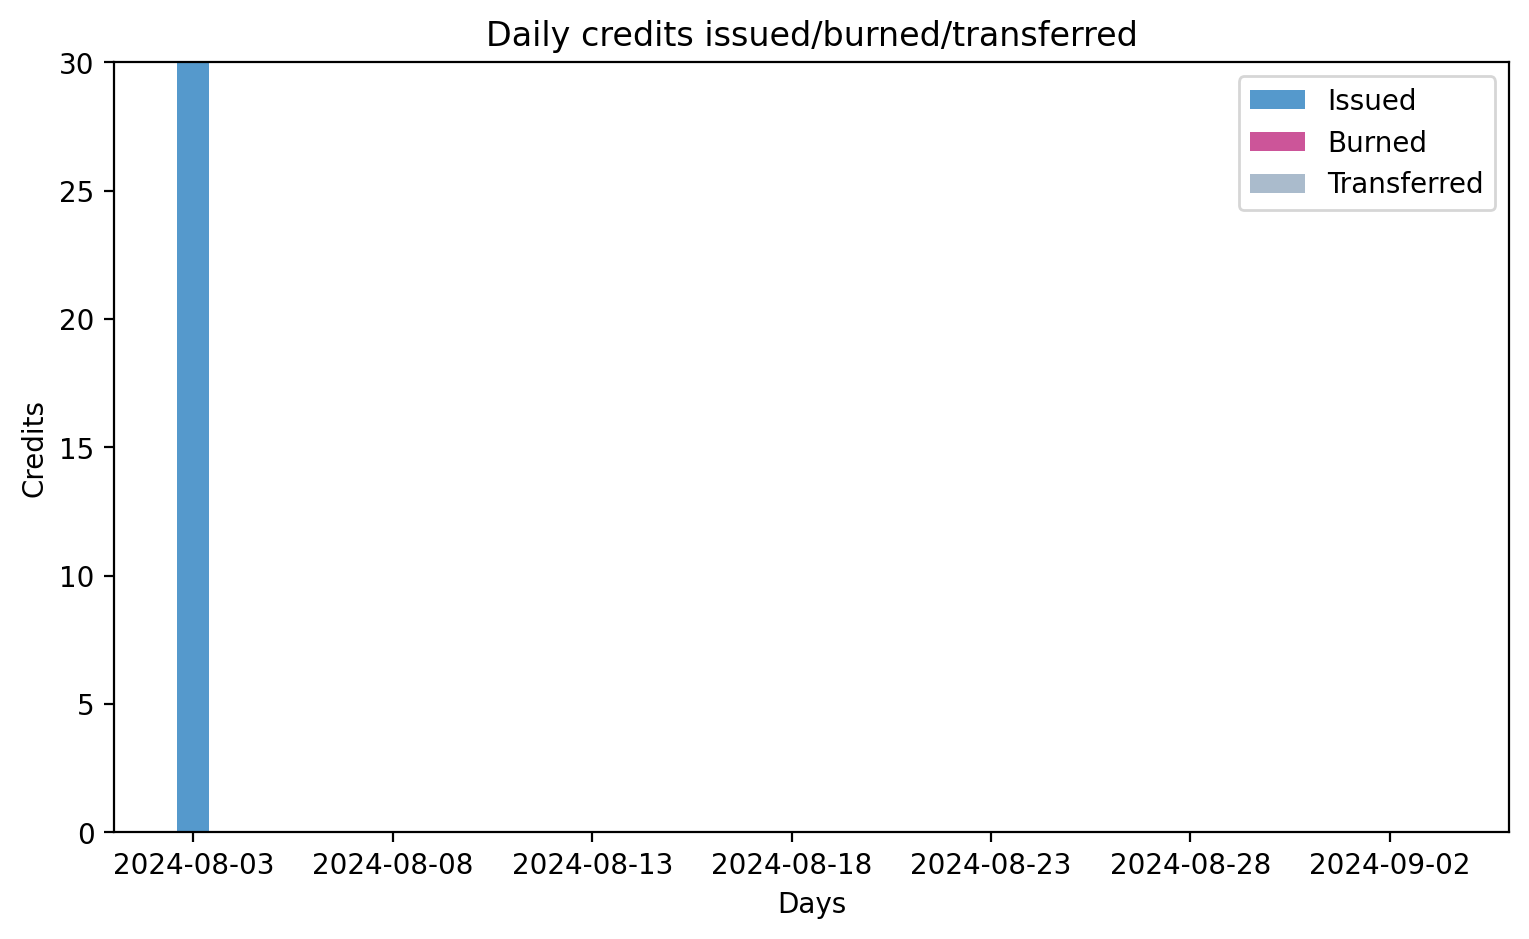 Daily credits issued/burned/transferred
30
25
20
15
10
5
0
Credits
Issued
Burned
Transferred
2024-08-03 2024-08-08 2024-08-13 2024-08-18 2024-08-23 2024-08-28 2024-09-02
Days